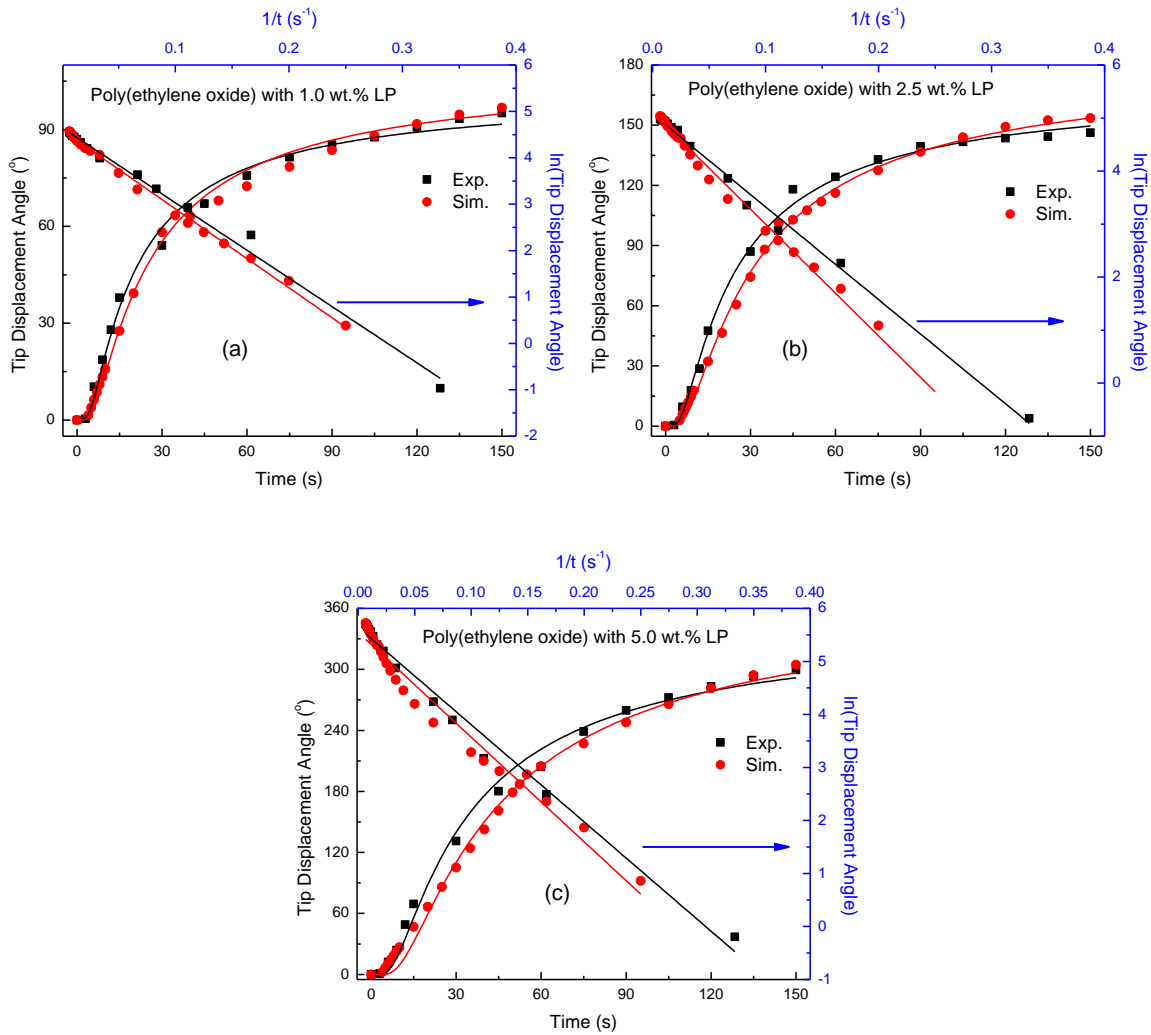 1/t (s⁻¹)
0.1 0.2 0.3 0.4
Poly(ethylene oxide) with 1.0 wt.% LP
Tip Displacement Angle (°)
90
60
30
0
Exp.
Sim.
(a)
6
5
4
3
2
1
0
-1
-2
ln(Tip Displacement Angle)
0 30 60 90 120 150
Time (s)
1/t (s⁻¹)
0.0 0.1 0.2 0.3 0.4
Poly(ethylene oxide) with 2.5 wt.% LP
Tip Displacement Angle (°)
180
150
120
90
60
30
0
Exp.
Sim.
(b)
6
5
4
3
2
1
0
ln(Tip Displacement Angle)
0 30 60 90 120 150
Time (s)
1/t (s⁻¹)
0.00 0.05 0.10 0.15 0.20 0.25 0.30 0.35 0.40
Poly(ethylene oxide) with 5.0 wt.% LP
Tip Displacement Angle (°)
360
300
240
180
120
60
0
Exp.
Sim.
(c)
6
5
4
3
2
1
0
-1
ln(Tip Displacement Angle)
0 30 60 90 120 150
Time (s)